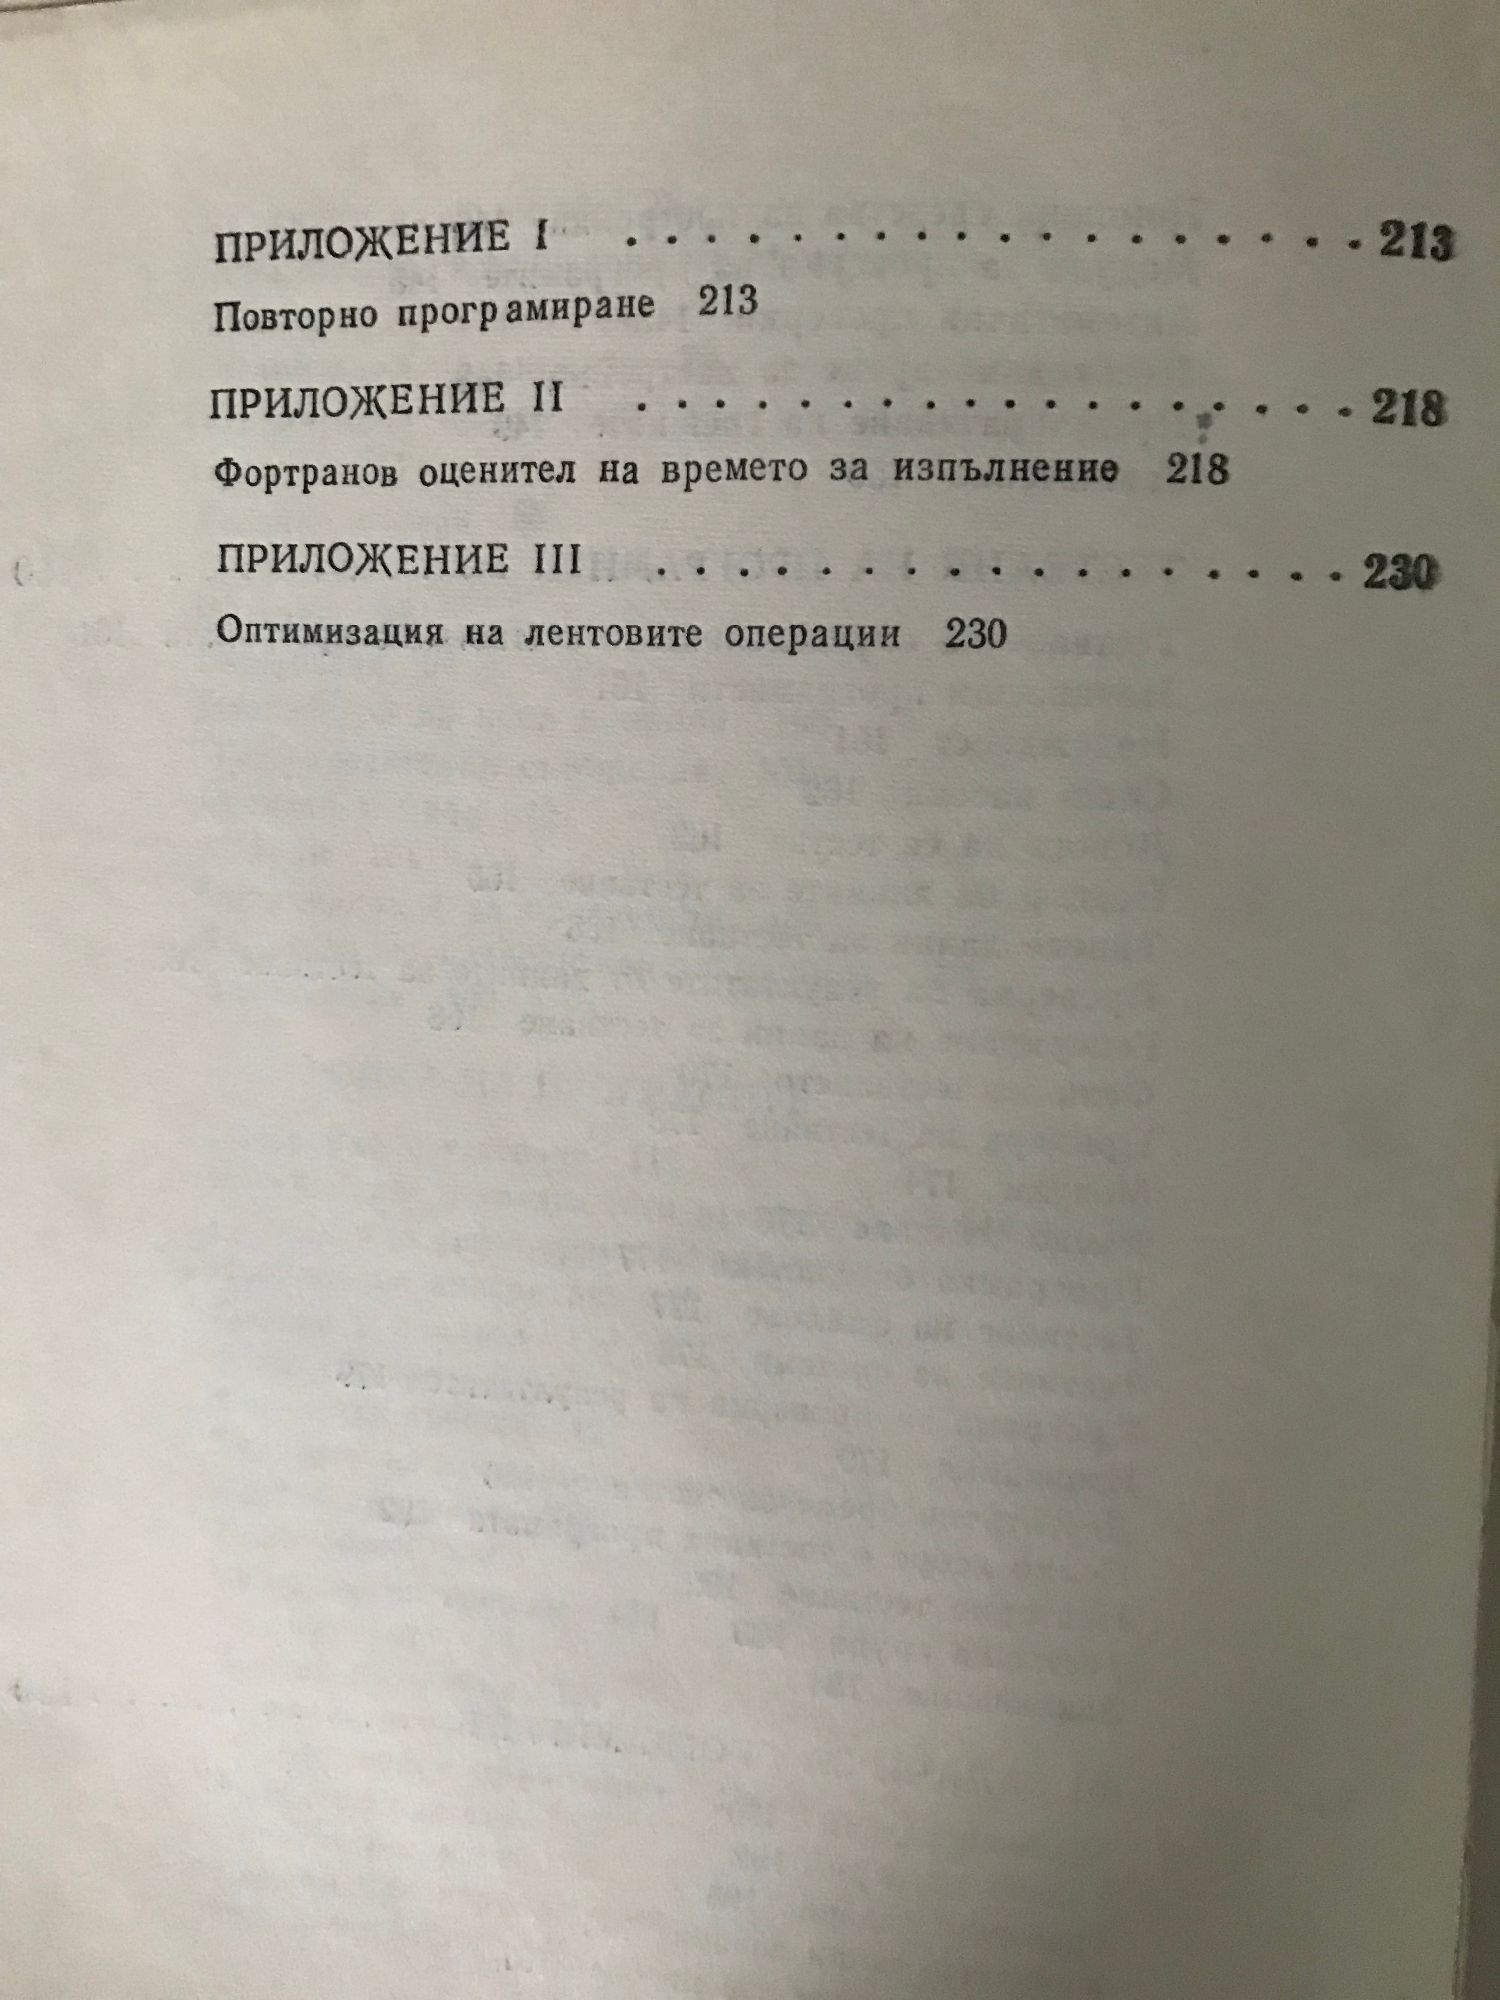 ПРИЛОЖЕНИЕ I . . . . . . . . . . . . . . . . . . 213
Повторно програмиране 213
ПРИЛОЖЕНИЕ II . . . . . . . . . . . . . . . . . . 218
Фортранов оценител на времето за изпълнение 218
ПРИЛОЖЕНИЕ III . . . . . . . . . . . . . . . . . 230
Оптимизация на лентовите операции 230